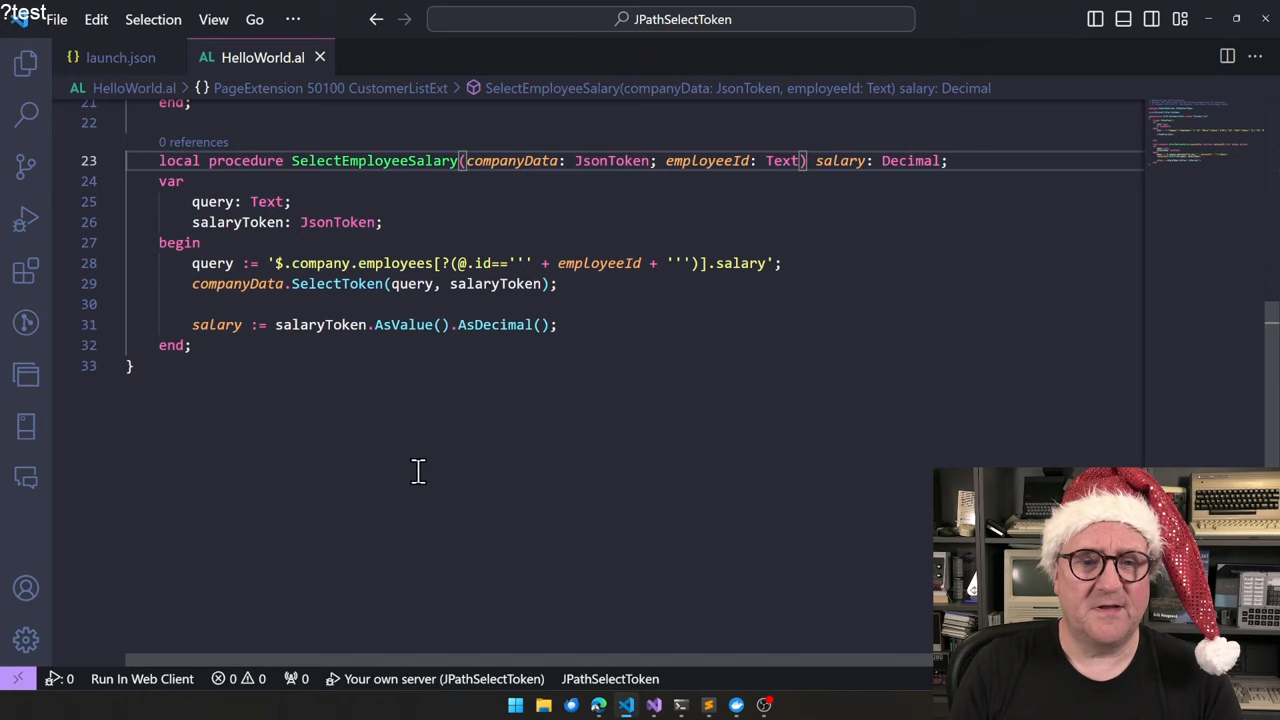 ?test
File Edit Selection View Go ··· JPathSelectToken
{} launch.json AL HelloWorld.al
AL HelloWorld.al > {} PageExtension 50100 CustomerListExt > SelectEmployeeSalary(companyData: JsonToken, employeeId: Text) salary: Decimal
21 end;
22
0 references
23 local procedure SelectEmployeeSalary(companyData: JsonToken; employeeId: Text) salary: Decimal;
24 var
25 query: Text;
26 salaryToken: JsonToken;
27 begin
28 query := '$.company.employees[?(@.id==''' + employeeId + ''')].salary';
29 companyData.SelectToken(query, salaryToken);
30
31 salary := salaryToken.AsValue().AsDecimal();
32 end;
33 }
0 Run In Web Client 0 0 0 Your own server (JPathSelectToken) JPathSelectToken